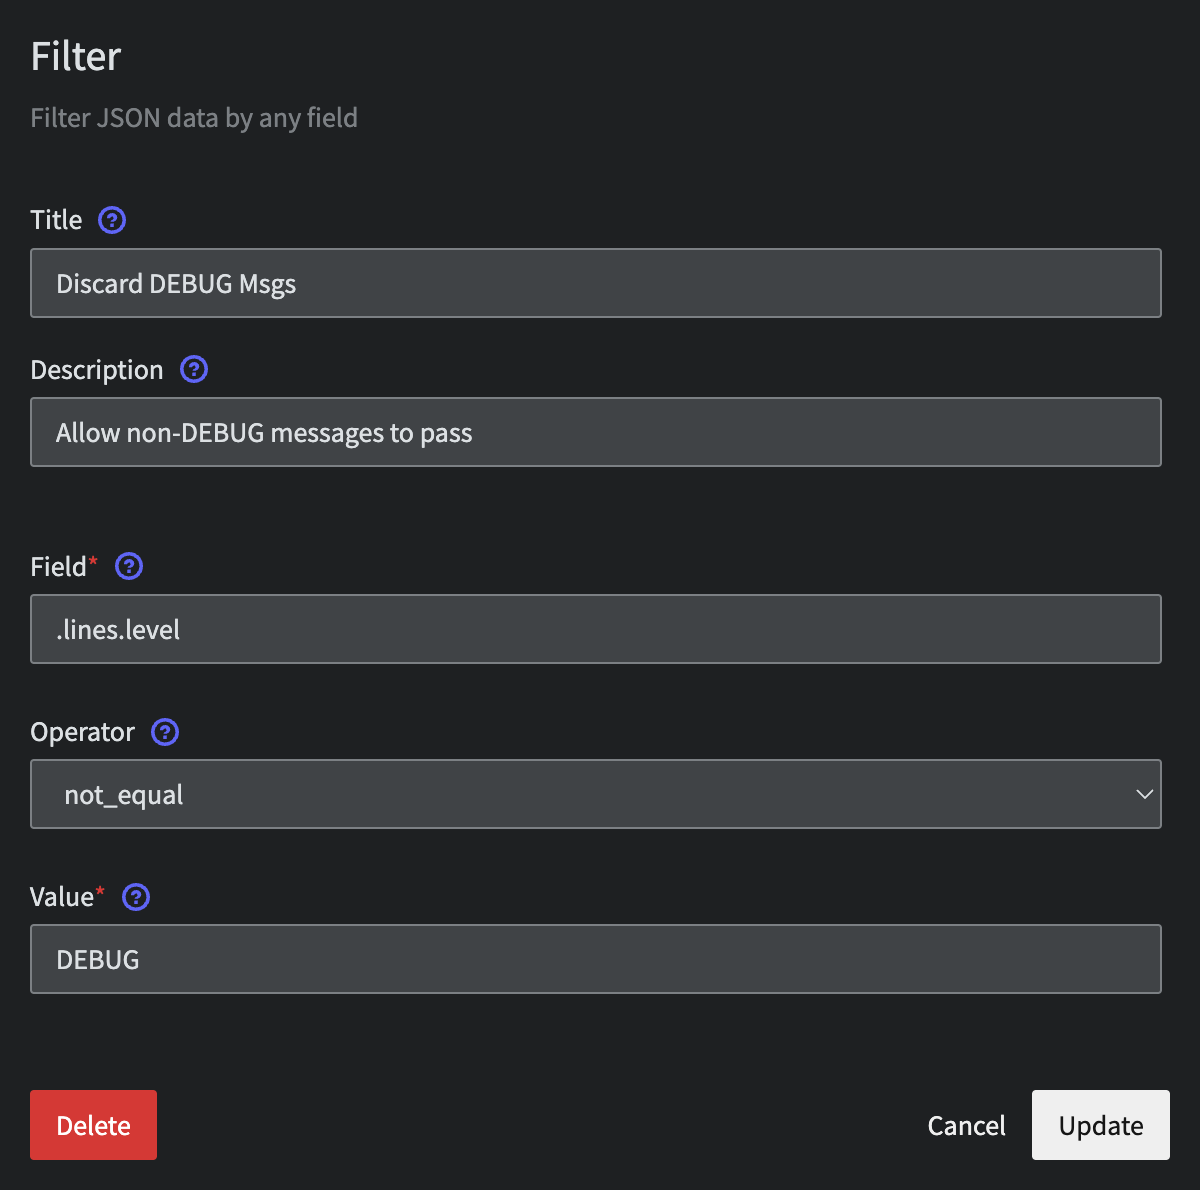 Filter
Filter JSON data by any field
Title ?
Discard DEBUG Msgs
Description ?
Allow non-DEBUG messages to pass
Field* ?
.lines.level
Operator ?
not_equal
Value* ?
DEBUG
Delete
Cancel
Update